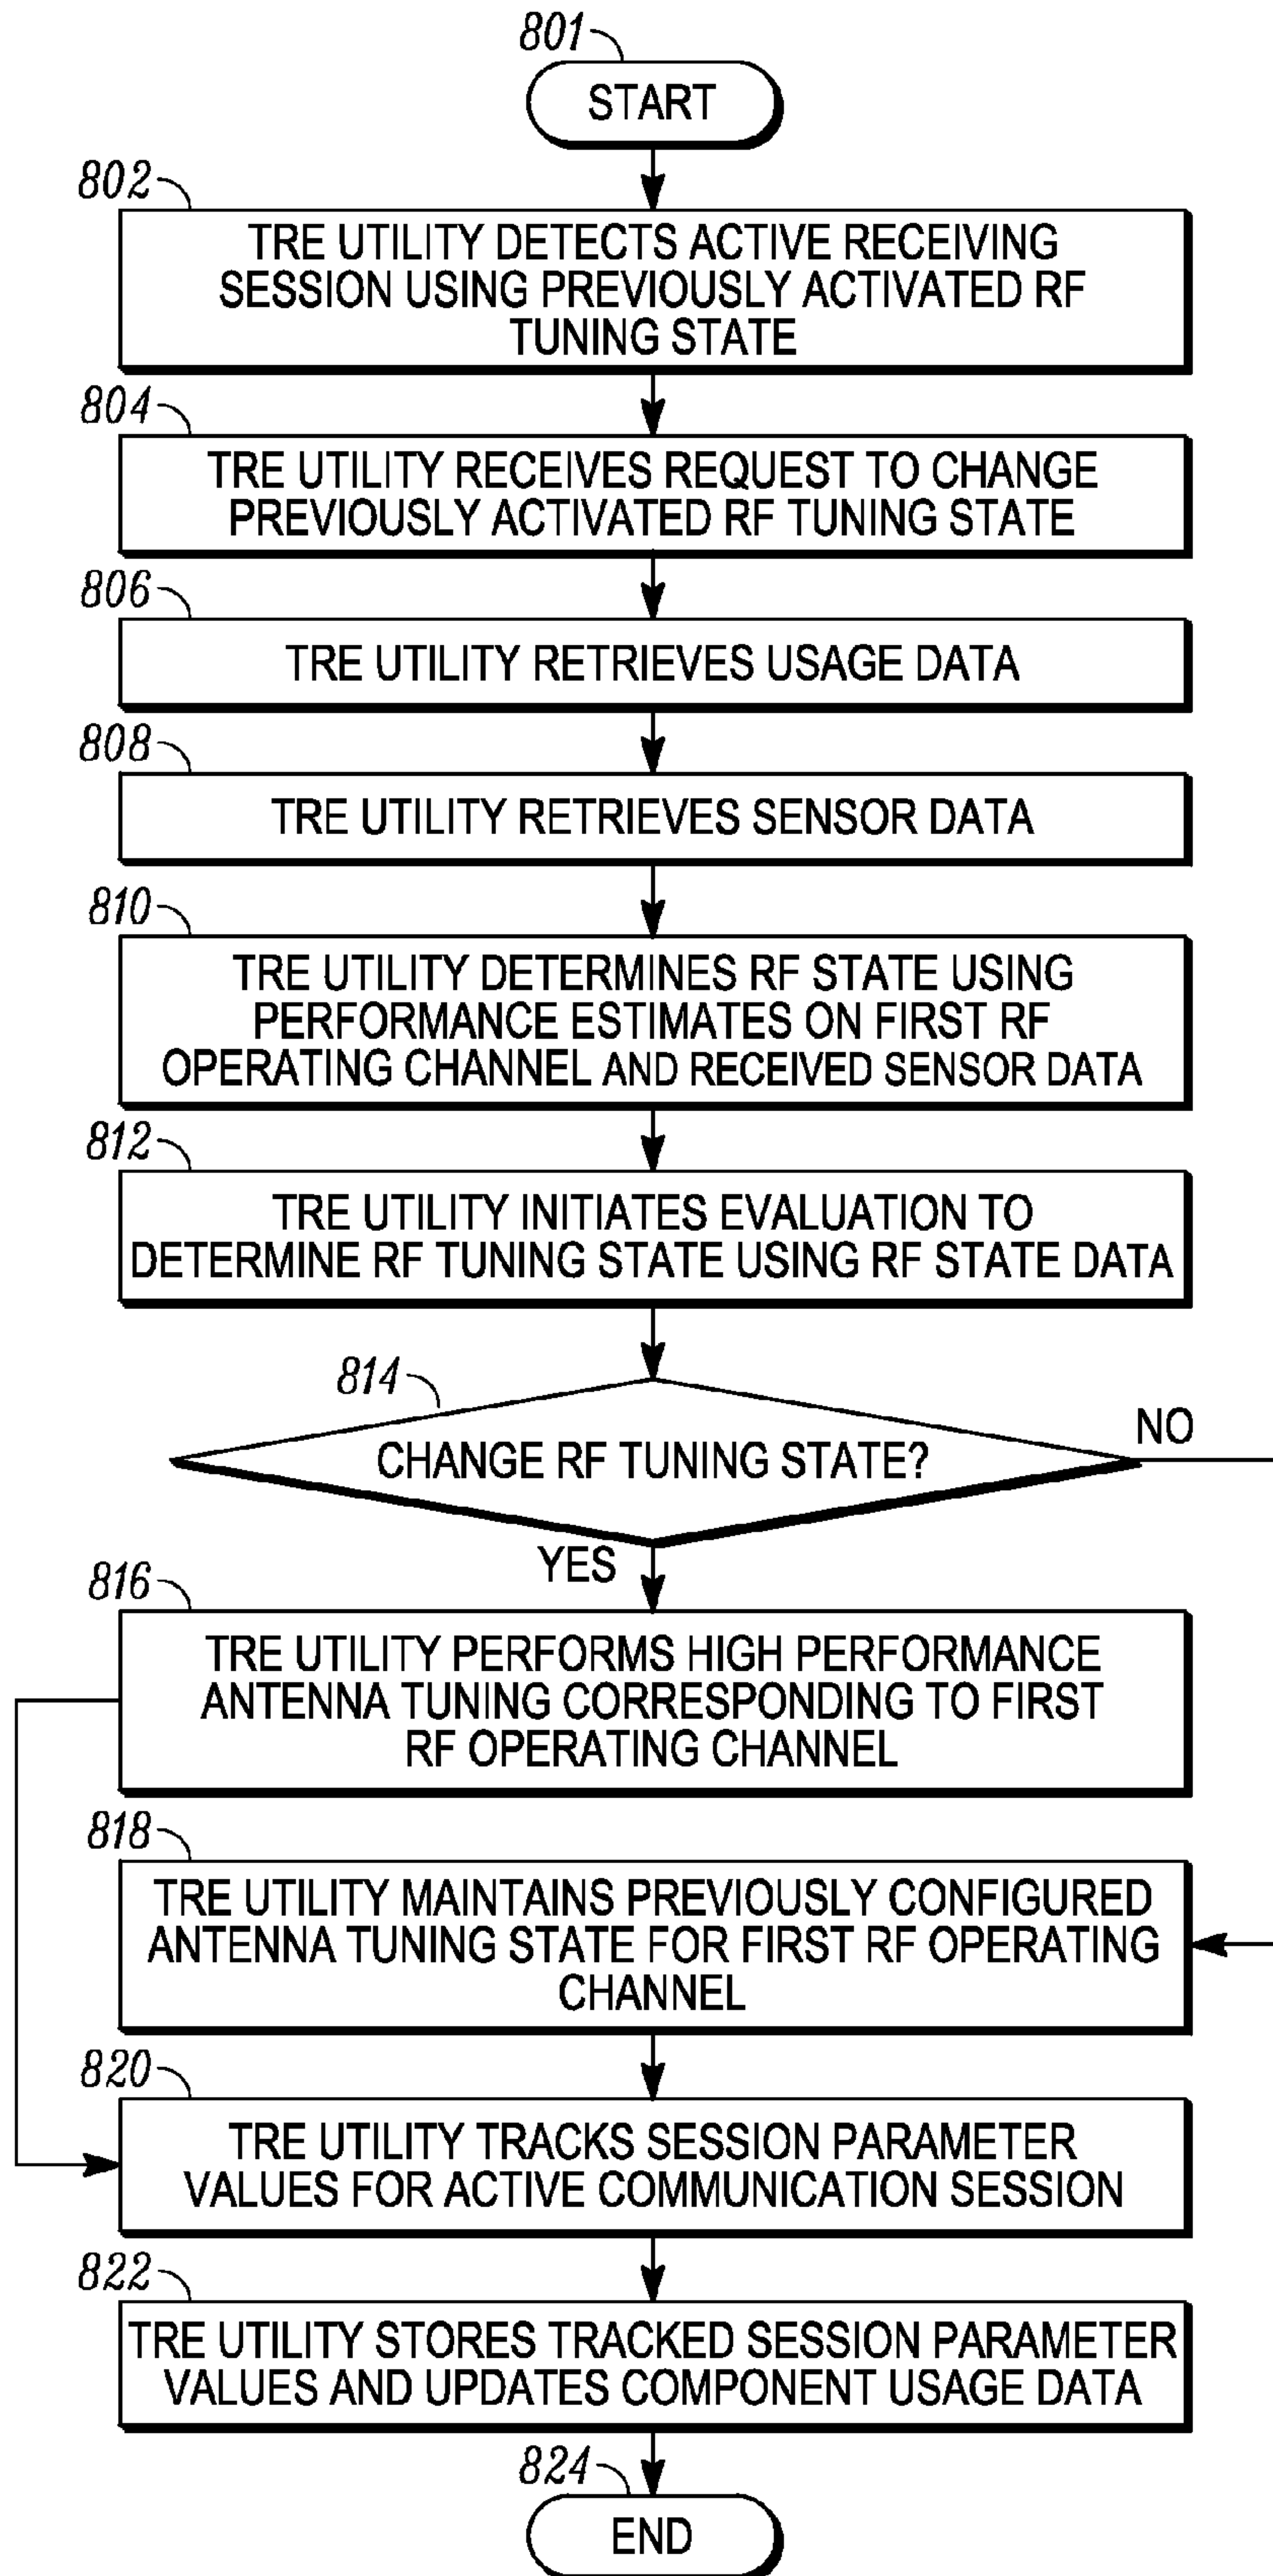 801
START
802
TRE UTILITY DETECTS ACTIVE RECEIVING
SESSION USING PREVIOUSLY ACTIVATED RF
TUNING STATE
804
TRE UTILITY RECEIVES REQUEST TO CHANGE
PREVIOUSLY ACTIVATED RF TUNING STATE
806
TRE UTILITY RETRIEVES USAGE DATA
808
TRE UTILITY RETRIEVES SENSOR DATA
810
TRE UTILITY DETERMINES RF STATE USING
PERFORMANCE ESTIMATES ON FIRST RF
OPERATING CHANNEL AND RECEIVED SENSOR DATA
812
TRE UTILITY INITIATES EVALUATION TO
DETERMINE RF TUNING STATE USING RF STATE DATA
814
CHANGE RF TUNING STATE?
NO
YES
816
TRE UTILITY PERFORMS HIGH PERFORMANCE
ANTENNA TUNING CORRESPONDING TO FIRST
RF OPERATING CHANNEL
818
TRE UTILITY MAINTAINS PREVIOUSLY CONFIGURED
ANTENNA TUNING STATE FOR FIRST RF OPERATING
CHANNEL
820
TRE UTILITY TRACKS SESSION PARAMETER
VALUES FOR ACTIVE COMMUNICATION SESSION
822
TRE UTILITY STORES TRACKED SESSION PARAMETER
VALUES AND UPDATES COMPONENT USAGE DATA
824
END